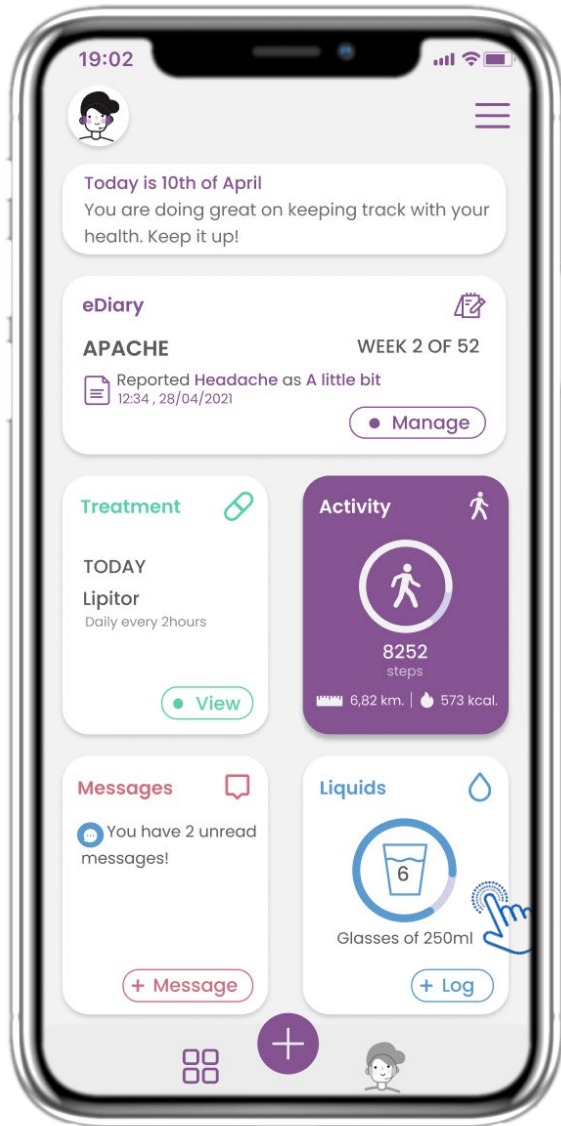 19:02
Today is 10th of April
You are doing great on keeping track with your
health. Keep it up!
eDiary
APACHE
WEEK 2 OF 52
Reported Headache as A little bit
12:34 , 28/04/2021
Manage
Treatment
TODAY
Lipitor
Daily every 2hours
View
Activity
8252
steps
6,82 km.
573 kcal.
Messages
You have 2 unread
messages!
+ Message
Liquids
6
Glasses of 250ml
+ Log